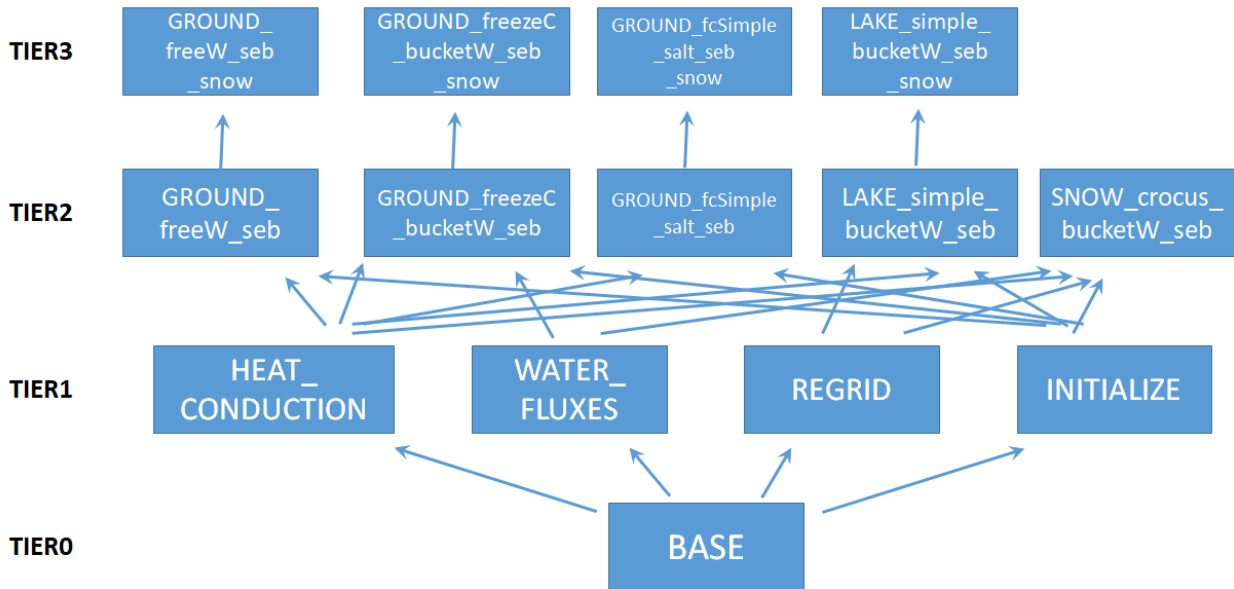 TIER3
GROUND_
freeW_seb
_snow
GROUND_freezeC
_bucketW_seb
_snow
GROUND_fcSimple
_salt_seb
_snow
LAKE_simple_
bucketW_seb
_snow
TIER2
GROUND_
freeW_seb
GROUND_freezeC
_bucketW_seb
GROUND_fcSimple
_salt_seb
LAKE_simple_
bucketW_seb
SNOW_crocus_
bucketW_seb
TIER1
HEAT_
CONDUCTION
WATER_
FLUXES
REGRID
INITIALIZE
TIER0
BASE